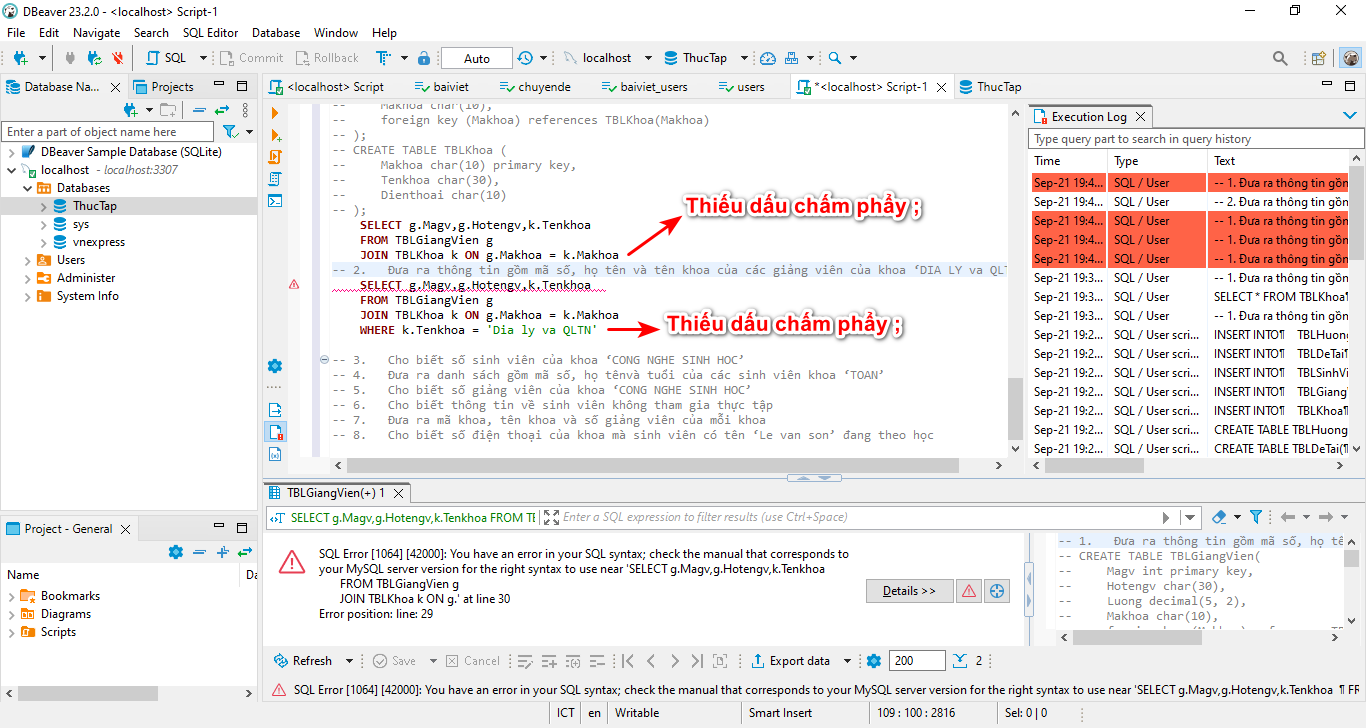 DBeaver 23.2.0 - <localhost> Script-1
File Edit Navigate Search SQL Editor Database Window Help
SQL Commit Rollback T Auto localhost ThucTap
Database Na... Projects
Enter a part of object name here
DBeaver Sample Database (SQLite)
localhost - localhost:3307
Databases
ThucTap
sys
vnexpress
Users
Administer
System Info
Project - General
Name Da
Bookmarks
Diagrams
Scripts
<localhost> Script baiviet chuyende baiviet_users users *<localhost> Script-1 ThucTap
-- Makhoa char(10),
-- foreign key (Makhoa) references TBLKhoa(Makhoa)
-- );
-- CREATE TABLE TBLKhoa (
-- Makhoa char(10) primary key,
-- Tenkhoa char(30),
-- Dienthoai char(10)
-- );
SELECT g.Magv,g.Hotengv,k.Tenkhoa
FROM TBLGiangVien g
JOIN TBLKhoa k ON g.Makhoa = k.Makhoa
Thiếu dấu chấm phẩy ;
-- 2. Đưa ra thông tin gồm mã số, họ tên và tên khoa của các giảng viên của khoa ‘DIA LY va QLT
SELECT g.Magv,g.Hotengv,k.Tenkhoa
FROM TBLGiangVien g
JOIN TBLKhoa k ON g.Makhoa = k.Makhoa
WHERE k.Tenkhoa = 'Dia ly va QLTN'
Thiếu dấu chấm phẩy ;
-- 3. Cho biết số sinh viên của khoa ‘CONG NGHE SINH HOC’
-- 4. Đưa ra danh sách gồm mã số, họ tênvà tuổi của các sinh viên khoa ‘TOAN’
-- 5. Cho biết số giảng viên của khoa ‘CONG NGHE SINH HOC’
-- 6. Cho biết thông tin về sinh viên không tham gia thực tập
-- 7. Đưa ra mã khoa, tên khoa và số giảng viên của mỗi khoa
-- 8. Cho biết số điện thoại của khoa mà sinh viên có tên ‘Le van son’ đang theo học
Execution Log
Type query part to search in query history
Time Type Text
Sep-21 19:4... SQL / User -- 1. Đưa ra thông tin gồn
Sep-21 19:4... SQL / User -- 2. Đưa ra thông tin gồn
Sep-21 19:4... SQL / User -- 1. Đưa ra thông tin gồn
Sep-21 19:4... SQL / User -- 1. Đưa ra thông tin gồn
Sep-21 19:4... SQL / User -- 1. Đưa ra thông tin gồn
Sep-21 19:3... SQL / User -- 1. Đưa ra thông tin gồn
Sep-21 19:3... SQL / User SELECT * FROM TBLKhoa¶
Sep-21 19:3... SQL / User -- 1. Đưa ra thông tin gồn
Sep-21 19:2... SQL / User scri... INSERT INTO¶ TBLHuong
Sep-21 19:2... SQL / User scri... INSERT INTO¶ TBLDeTai¶
Sep-21 19:2... SQL / User scri... INSERT INTO¶ TBLSinhVi
Sep-21 19:2... SQL / User scri... INSERT INTO¶ TBLGiang
Sep-21 19:2... SQL / User scri... INSERT INTO¶ TBLKhoa¶
Sep-21 19:2... SQL / User scri... CREATE TABLE TBLHuong
Sep-21 19:2... SQL / User scri... CREATE TABLE TBLDeTai(¶
TBLGiangVien(+) 1
SELECT g.Magv,g.Hotengv,k.Tenkhoa FROM TE Enter a SQL expression to filter results (use Ctrl+Space)
SQL Error [1064] [42000]: You have an error in your SQL syntax; check the manual that corresponds to
your MySQL server version for the right syntax to use near 'SELECT g.Magv,g.Hotengv,k.Tenkhoa
FROM TBLGiangVien g
JOIN TBLKhoa k ON g.' at line 30
Error position: line: 29
Details >>
-- 1. Đưa ra thông tin gồm mã số, họ tê
-- CREATE TABLE TBLGiangVien(
-- Magv int primary key,
-- Hotengv char(30),
-- Luong decimal(5, 2),
-- Makhoa char(10),
Refresh Save Cancel Export data 200 2
SQL Error [1064] [42000]: You have an error in your SQL syntax; check the manual that corresponds to your MySQL server version for the right syntax to use near 'SELECT g.Magv,g.Hotengv,k.Tenkhoa ¶ FR
ICT en Writable Smart Insert 109 : 100 : 2816 Sel: 0 | 0